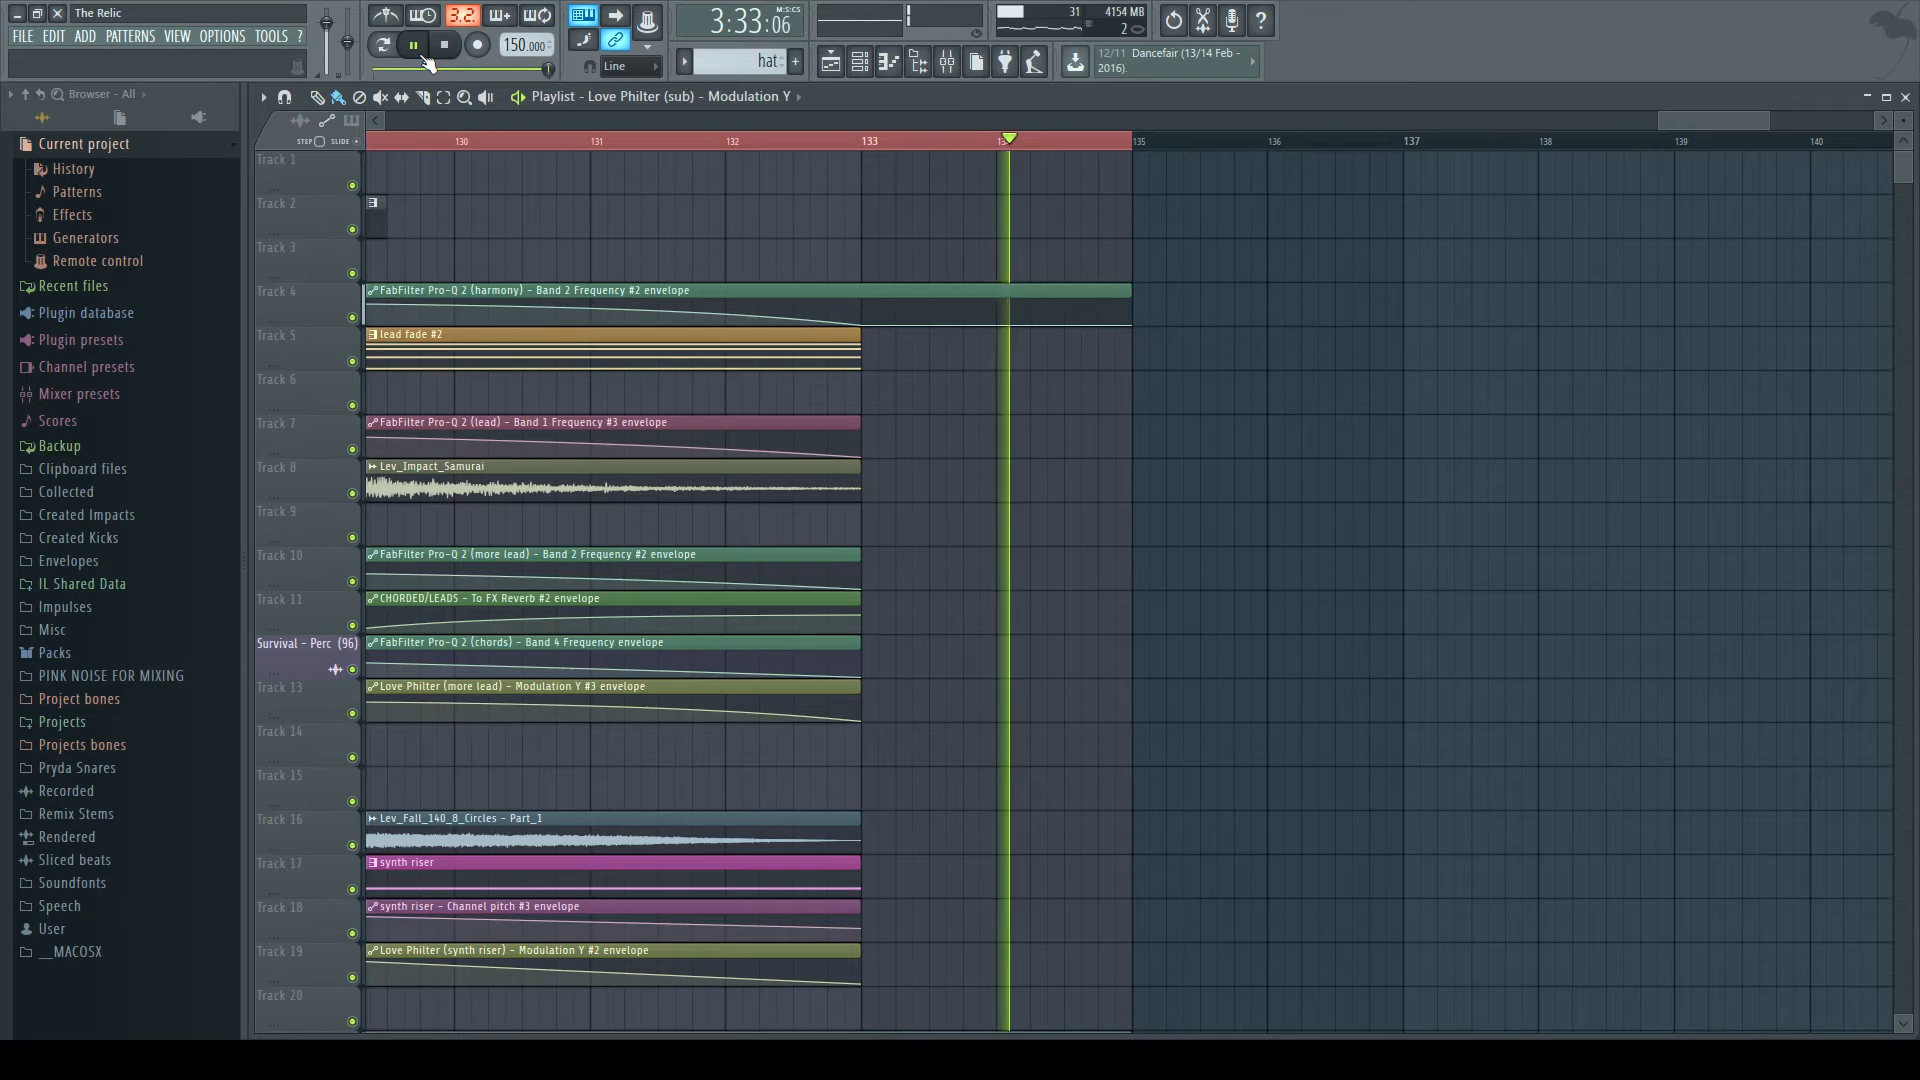 The Relic
FILE EDIT ADD PATTERNS VIEW OPTIONS TOOLS ?
3.2
150.000
Line
3:33:06
M:S:CS
hat
31
4154 MB
2
12/11 Dancefair (13/14 Feb - 2016).
Browser - All
Playlist - Love Philter (sub) - Modulation Y
STEP SLIDE
130 131 132 133 135 136 137 138 139 140
Current project
History
Patterns
Effects
Generators
Remote control
Recent files
Plugin database
Plugin presets
Channel presets
Mixer presets
Scores
Backup
Clipboard files
Collected
Created Impacts
Created Kicks
Envelopes
IL Shared Data
Impulses
Misc
Packs
PINK NOISE FOR MIXING
Project bones
Projects
Projects bones
Pryda Snares
Recorded
Remix Stems
Rendered
Sliced beats
Soundfonts
Speech
User
__MACOSX
Track 1
Track 2
Track 3
Track 4
FabFilter Pro-Q 2 (harmony) - Band 2 Frequency #2 envelope
Track 5
lead fade #2
Track 6
Track 7
FabFilter Pro-Q 2 (lead) - Band 1 Frequency #3 envelope
Track 8
Lev_Impact_Samurai
Track 9
Track 10
FabFilter Pro-Q 2 (more lead) - Band 2 Frequency #2 envelope
Track 11
CHORDED/LEADS - To FX Reverb #2 envelope
Survival - Perc (96)
FabFilter Pro-Q 2 (chords) - Band 4 Frequency envelope
Track 13
Love Philter (more lead) - Modulation Y #3 envelope
Track 14
Track 15
Track 16
Lev_Fall_140_8_Circles - Part_1
Track 17
synth riser
Track 18
synth riser - Channel pitch #3 envelope
Track 19
Love Philter (synth riser) - Modulation Y #2 envelope
Track 20